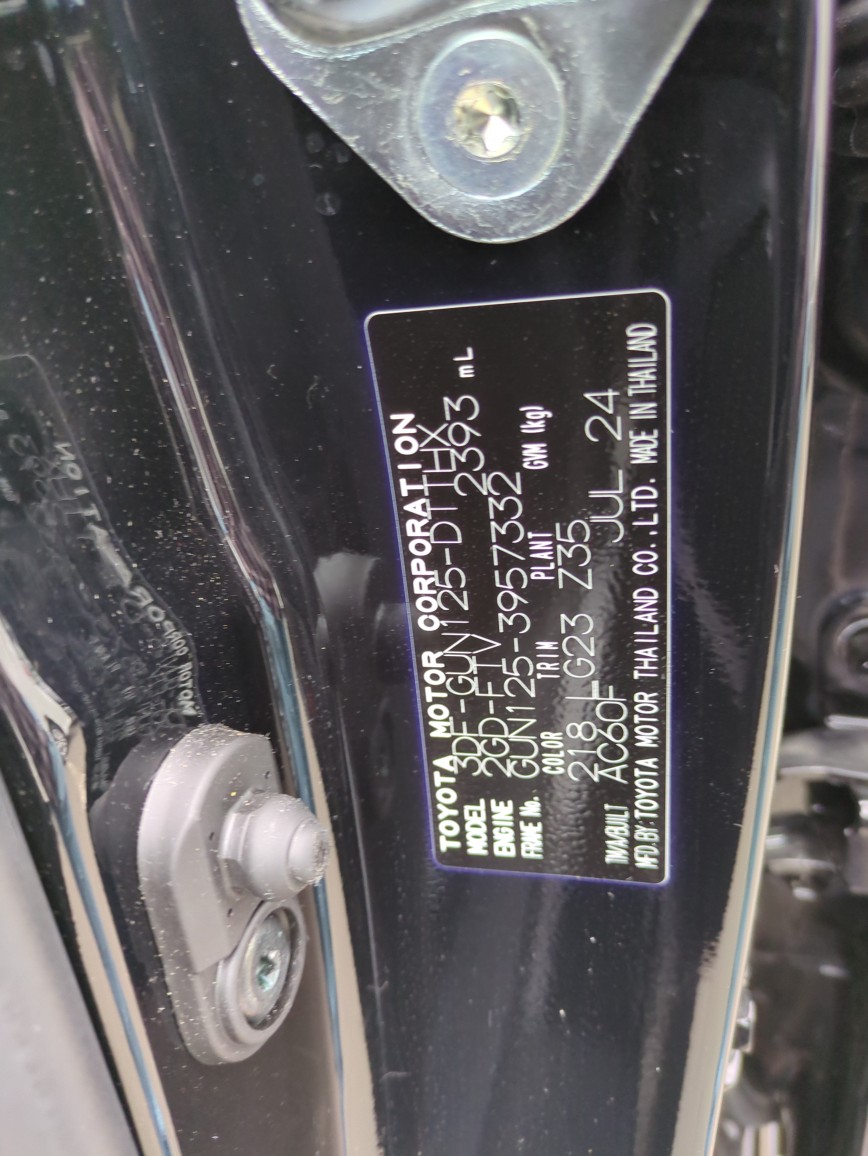 TOYOTA MOTOR CORPORATION
MODEL 3DF-GUN125-DTTHX
ENGINE 2GD-FTV 2393 mL
FRAME No. GUN125-3957332
COLOR TRIM PLANT GVM (kg)
218 LG23 Z35
TM/A/BUILT AC60F JUL 24
MFD.BY:TOYOTA MOTOR THAILAND CO.,LTD. MADE IN THAILAND